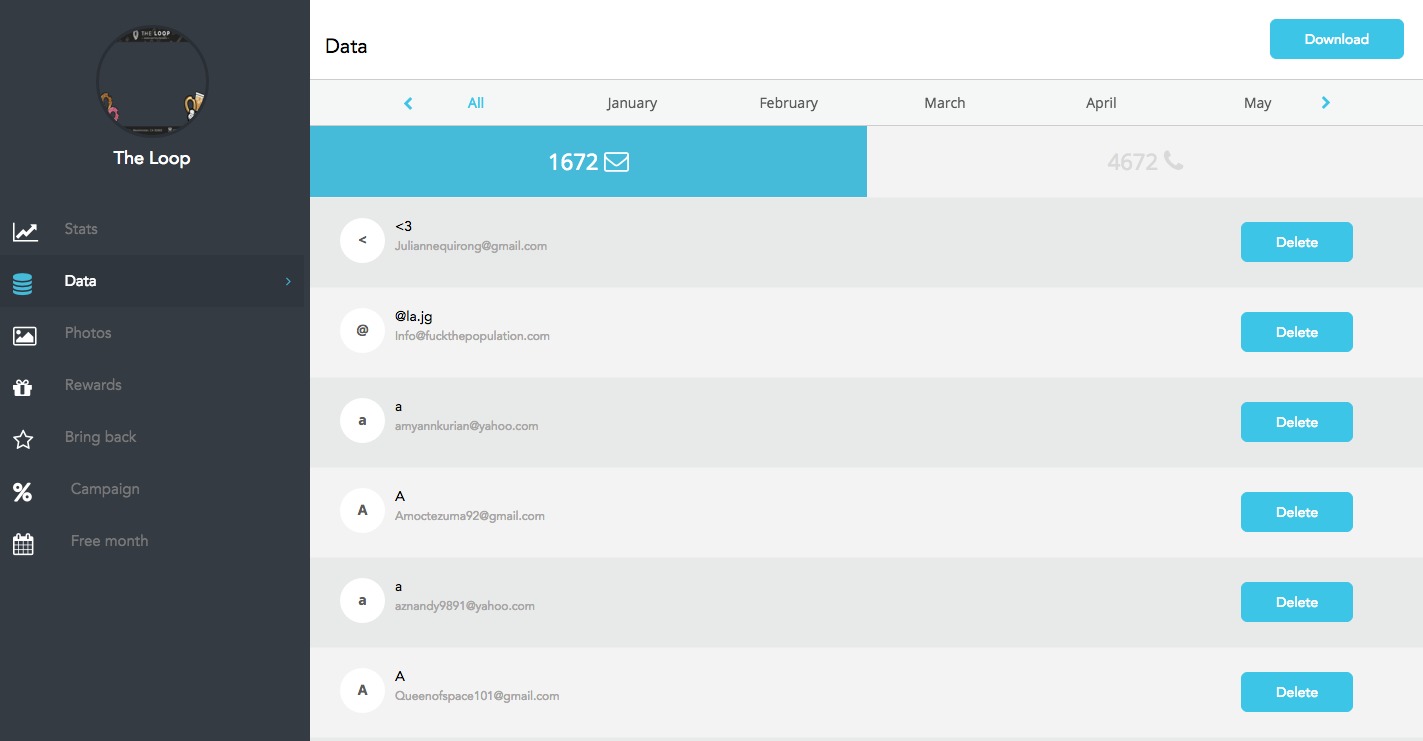 THE LOOP
The Loop
Stats
Data
Photos
Rewards
Bring back
Campaign
Free month
Data
Download
All January February March April May
1672 4672
<
<3
Juliannequirong@gmail.com
Delete
@
@la.jg
Info@fuckthepopulation.com
Delete
a
a
amyannkurian@yahoo.com
Delete
A
A
Amoctezuma92@gmail.com
Delete
a
a
aznandy9891@yahoo.com
Delete
A
A
Queenofspace101@gmail.com
Delete